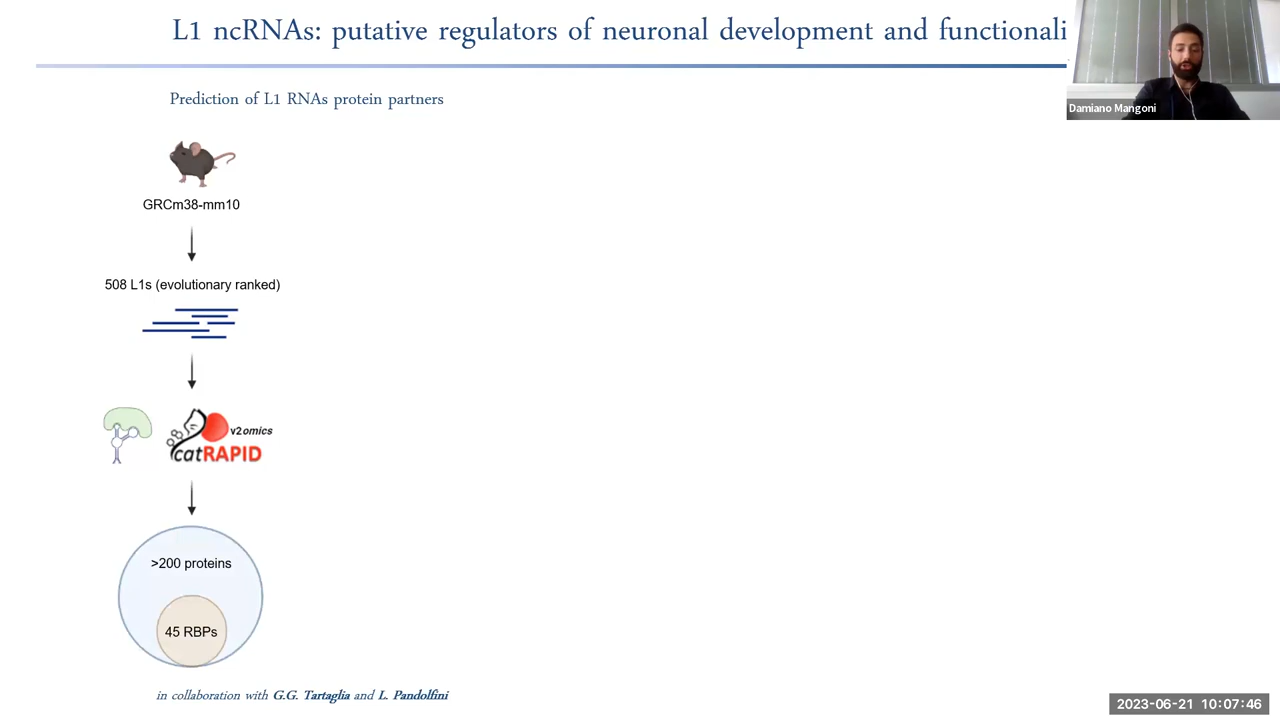 L1 ncRNAs: putative regulators of neuronal development and functionali
Damiano Mangoni
Prediction of L1 RNAs protein partners
GRCm38-mm10
508 L1s (evolutionary ranked)
v2omics
catRAPID
>200 proteins
45 RBPs
in collaboration with G.G. Tartaglia and L. Pandolfini
2023-06-21 10:07:46